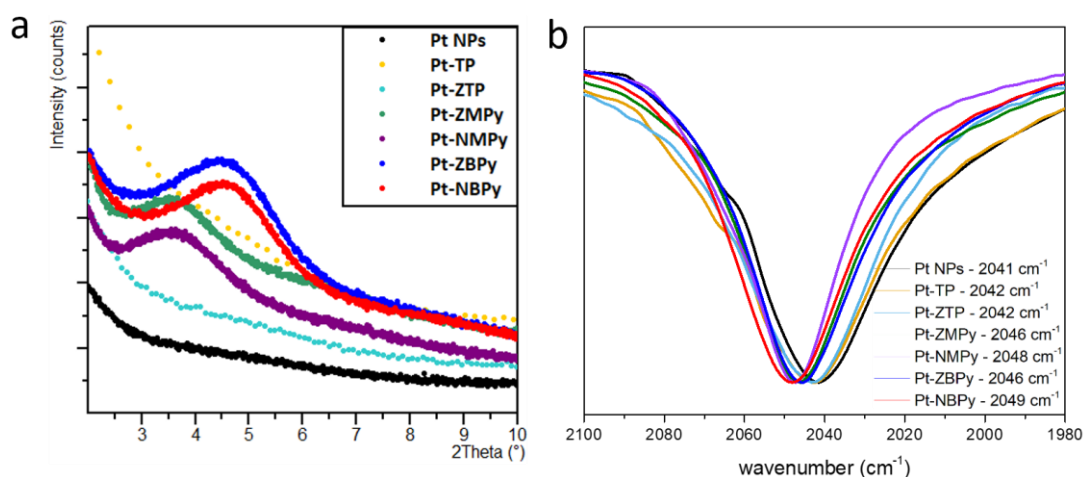 a
Intensity (counts
Pt NPs
Pt-TP
Pt-ZTP
Pt-ZMPy
Pt-NMPy
Pt-ZBPy
Pt-NBPy
3 4 5 6 7 8 9 10
2Theta (°)
b
Pt NPs - 2041 cm⁻¹
Pt-TP - 2042 cm⁻¹
Pt-ZTP - 2042 cm⁻¹
Pt-ZMPy - 2046 cm⁻¹
Pt-NMPy - 2048 cm⁻¹
Pt-ZBPy - 2046 cm⁻¹
Pt-NBPy - 2049 cm⁻¹
2100 2080 2060 2040 2020 2000 1980
wavenumber (cm⁻¹)